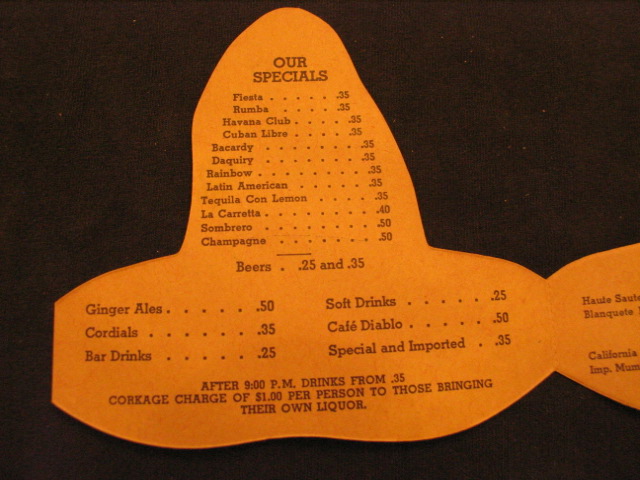 OUR
SPECIALS
Fiesta . . . . . . .35
Rumba . . . . . .35
Havana Club . . . . .35
Cuban Libre . . . . .35
Bacardy . . . . . . . .35
Daquiry . . . . . . . .35
Rainbow . . . . . . . .35
Latin American . . . . . .35
Tequila Con Lemon . . . . .35
La Carretta . . . . . . . .40
Sombrero . . . . . . . .50
Champagne . . . . . . . .50
Beers . .25 and .35
Ginger Ales . . . . . .50
Cordials . . . . . . .35
Bar Drinks . . . . . .25
Soft Drinks . . . . . . .25
Café Diablo . . . . . . .50
Special and Imported . .35
AFTER 9:00 P.M. DRINKS FROM .35
CORKAGE CHARGE OF $1.00 PER PERSON TO THOSE BRINGING
THEIR OWN LIQUOR.
Haute Saute
Blanquete
California
Imp. Mum